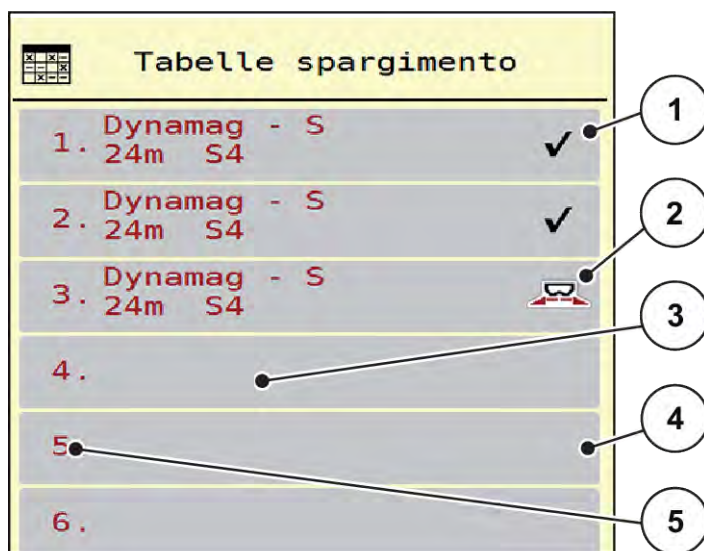 Tabelle spargimento
1. Dynamag - S
24m S4
2. Dynamag - S
24m S4
3. Dynamag - S
24m S4
4.
5
6.
1
2
3
4
5